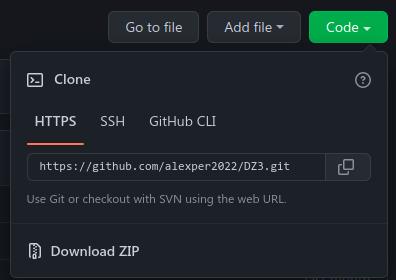 Go to file Add file Code
Clone
HTTPS SSH GitHub CLI
https://github.com/alexper2022/DZ3.git
Use Git or checkout with SVN using the web URL.
Download ZIP